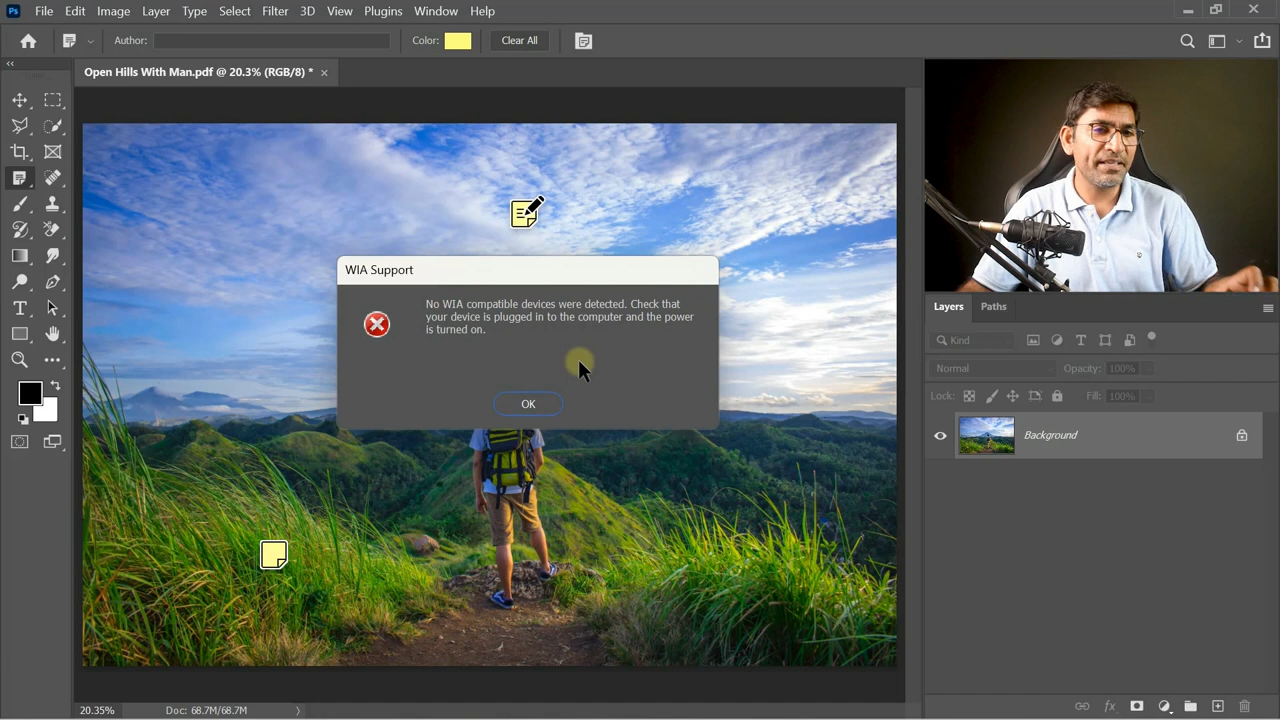 Ps File Edit Image Layer Type Select Filter 3D View Plugins Window Help
Author: Color: Clear All
Open Hills With Man.pdf @ 20.3% (RGB/8) * ×
WIA Support
No WIA compatible devices were detected. Check that
your device is plugged in to the computer and the power
is turned on.
OK
Layers Paths
Kind
Normal Opacity: 100%
Lock: Fill: 100%
Background
20.35% Doc: 68.7M/68.7M